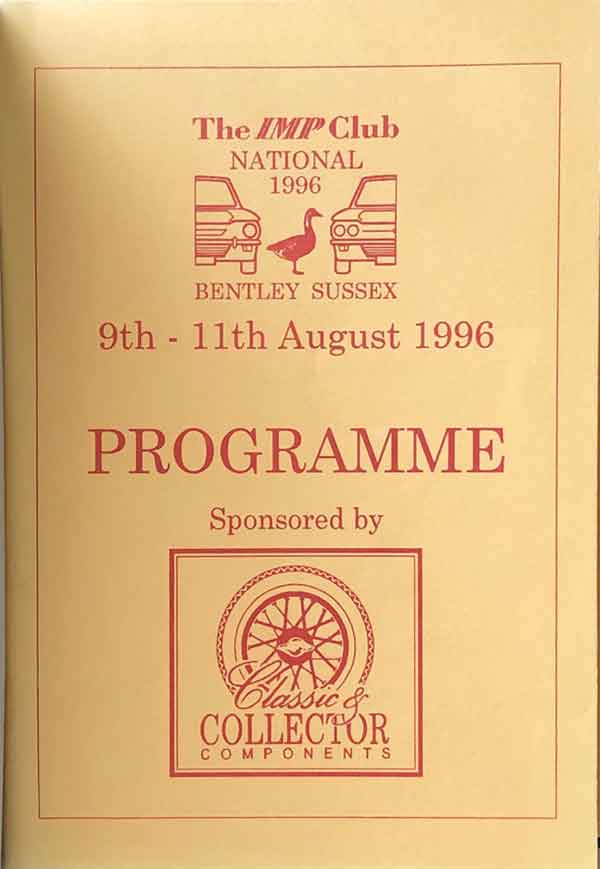 The IMP Club
NATIONAL
1996
BENTLEY SUSSEX
9th - 11th August 1996
PROGRAMME
Sponsored by
Classic &
COLLECTOR
COMPONENTS